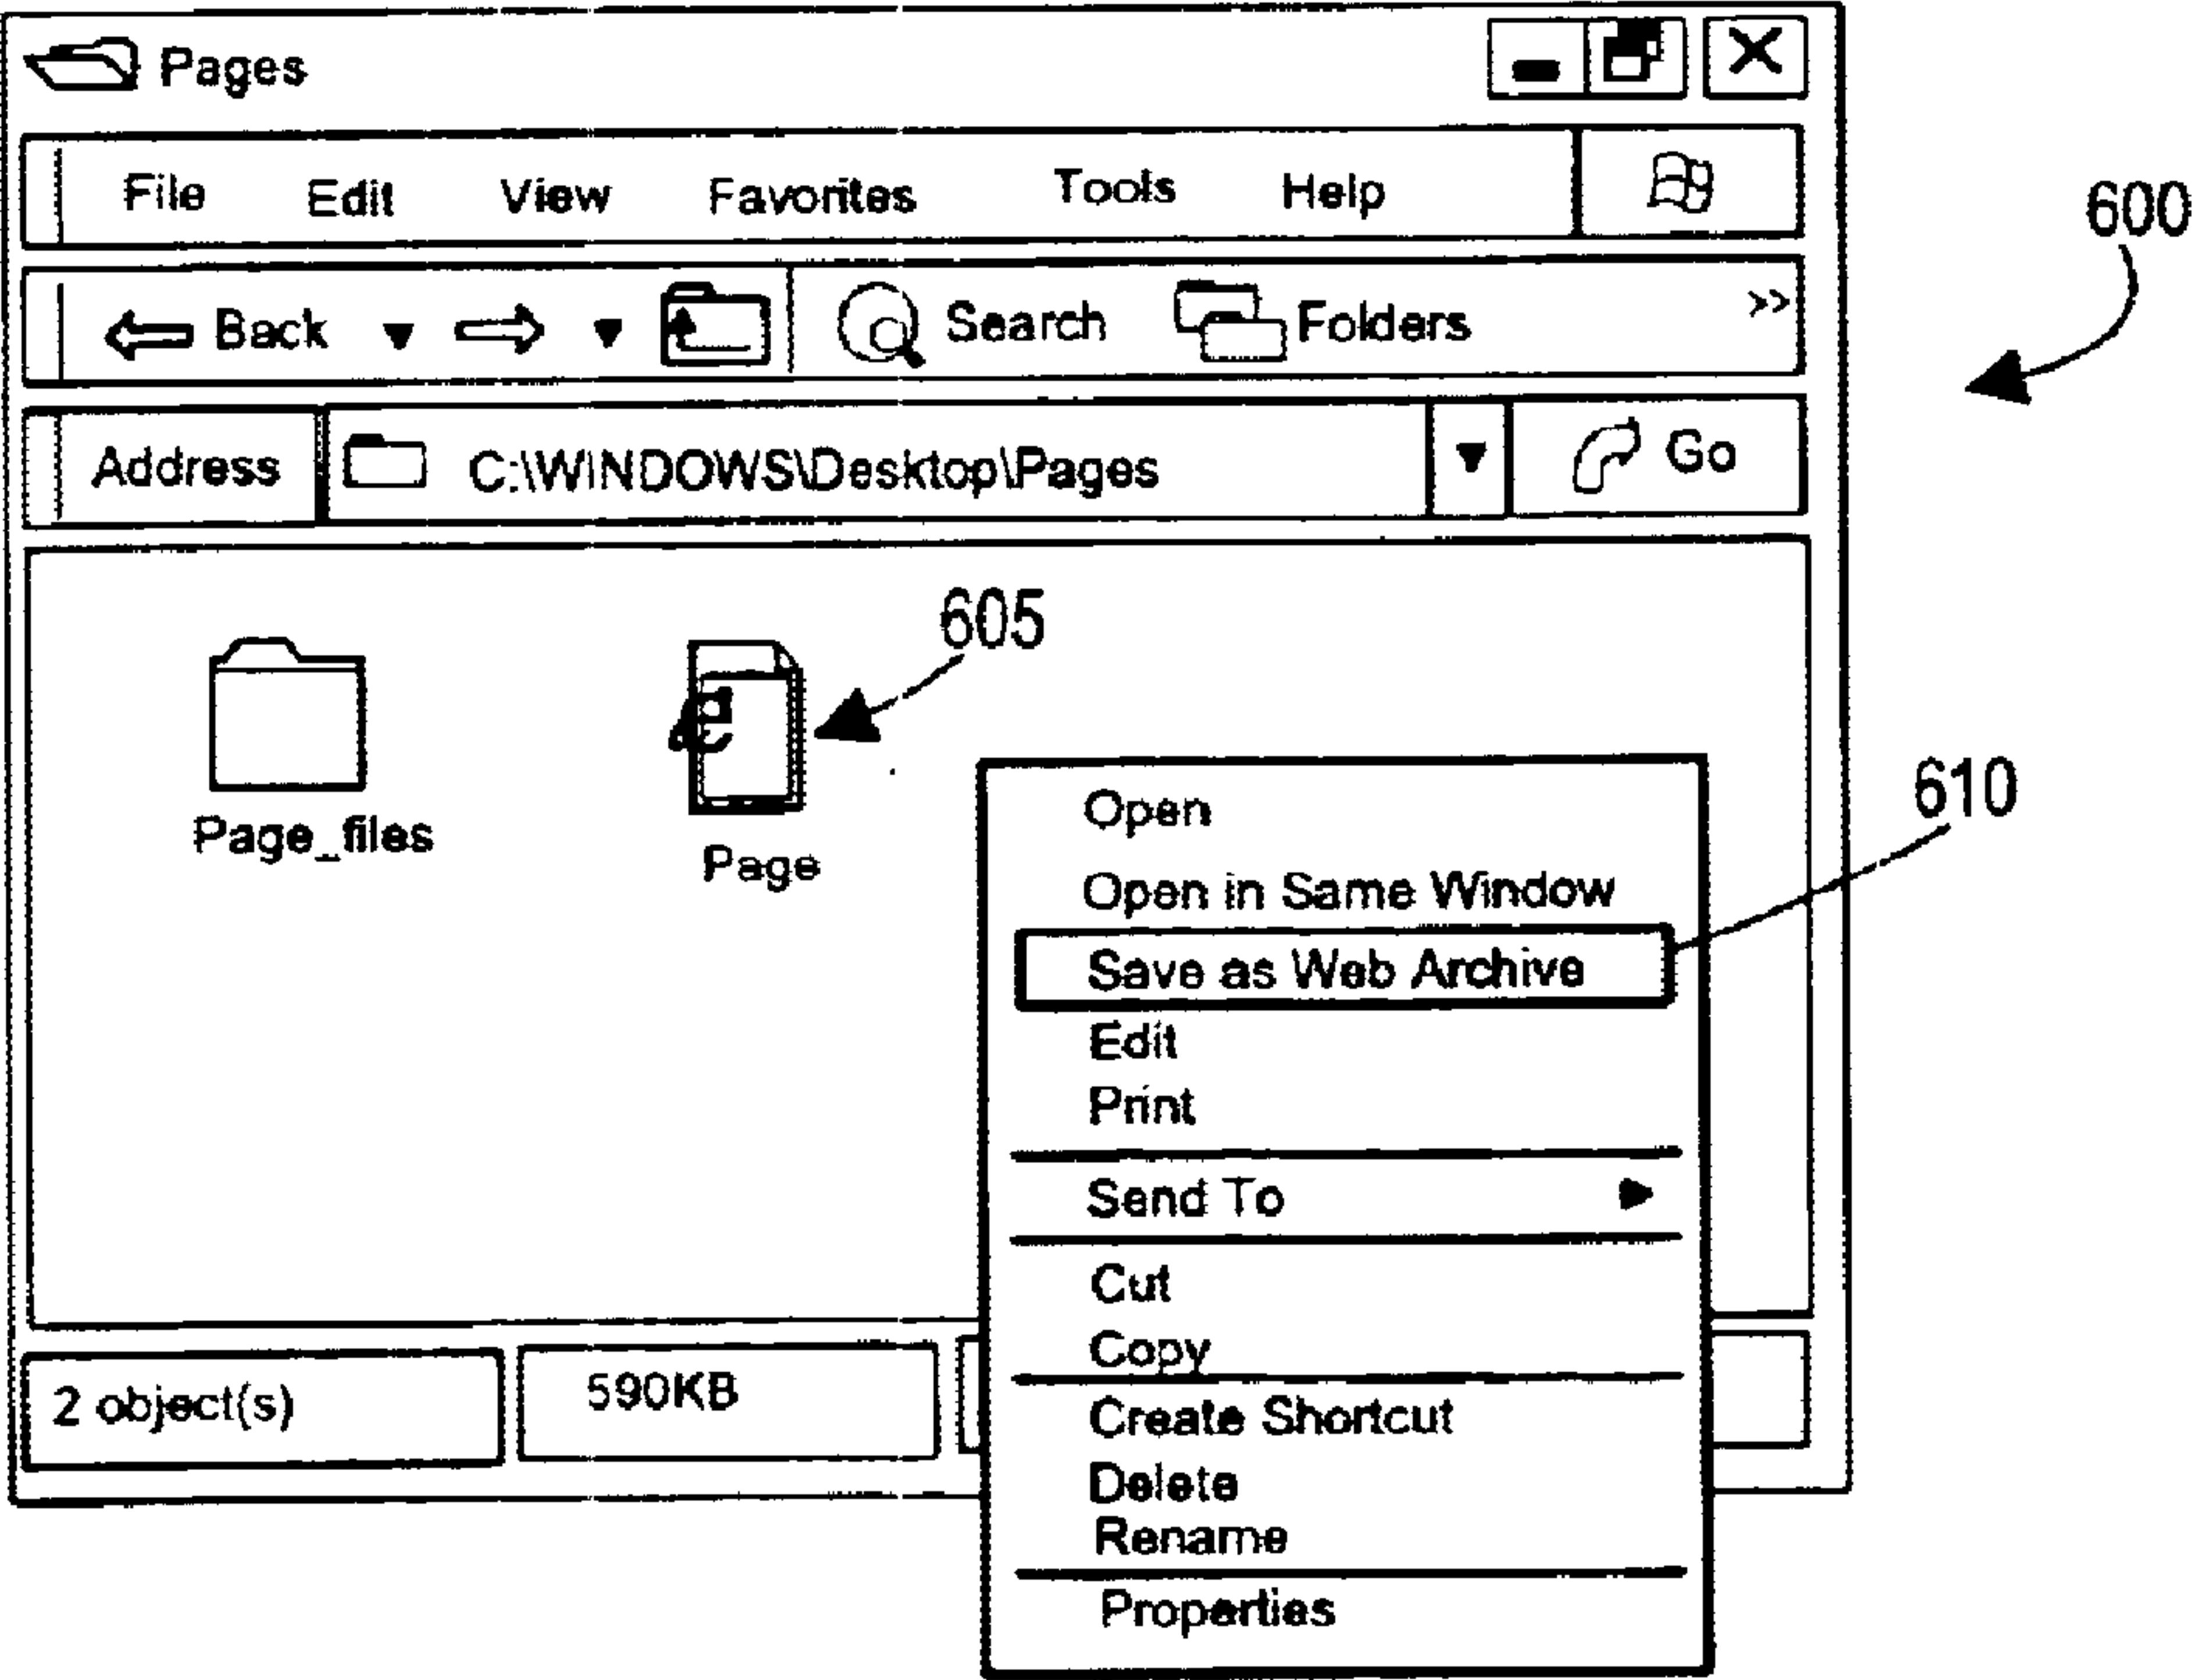 Pages
File Edit View Favorites Tools Help
600
Back Search Folders >>
Address C:\WINDOWS\Desktop\Pages Go
605
Page_files
Page
610
Open
Open in Same Window
Save as Web Archive
Edit
Print
Send To
Cut
Copy
Create Shortcut
Delete
Rename
Properties
2 object(s) 590KB